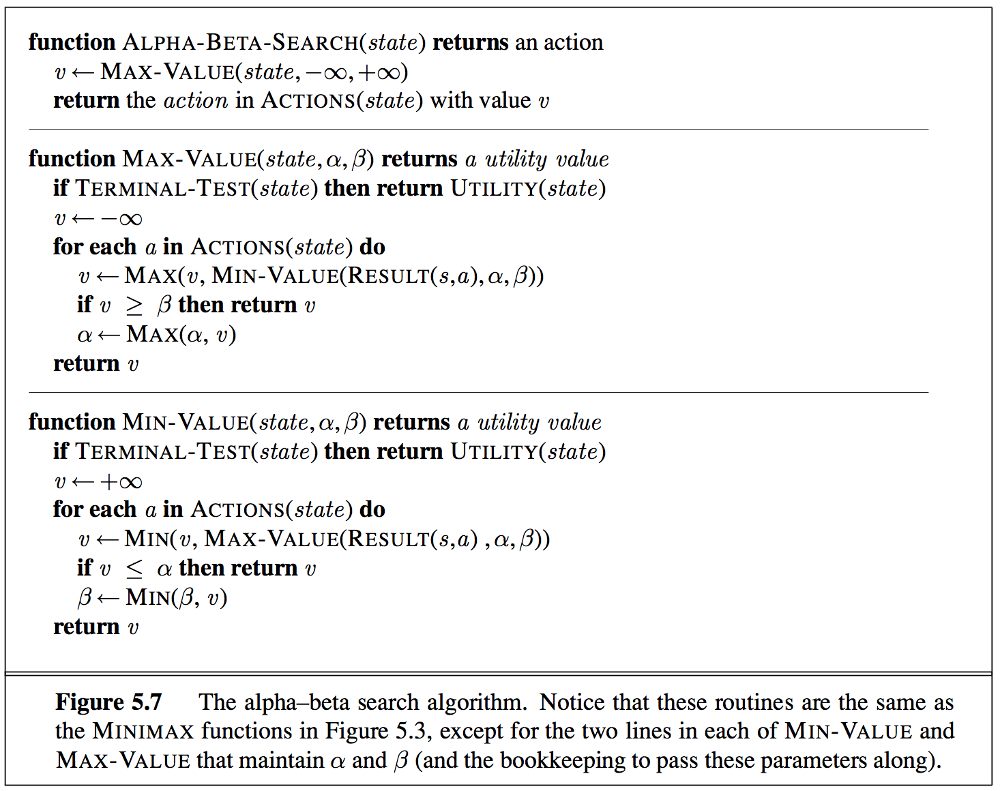 function ALPHA-BETA-SEARCH(state) returns an action
v ← MAX-VALUE(state, −∞, +∞)
return the action in ACTIONS(state) with value v
function MAX-VALUE(state, α, β) returns a utility value
if TERMINAL-TEST(state) then return UTILITY(state)
v ← −∞
for each a in ACTIONS(state) do
v ← MAX(v, MIN-VALUE(RESULT(s,a), α, β))
if v ≥ β then return v
α ← MAX(α, v)
return v
function MIN-VALUE(state, α, β) returns a utility value
if TERMINAL-TEST(state) then return UTILITY(state)
v ← +∞
for each a in ACTIONS(state) do
v ← MIN(v, MAX-VALUE(RESULT(s,a) , α, β))
if v ≤ α then return v
β ← MIN(β, v)
return v
Figure 5.7 The alpha–beta search algorithm. Notice that these routines are the same as
the MINIMAX functions in Figure 5.3, except for the two lines in each of MIN-VALUE and
MAX-VALUE that maintain α and β (and the bookkeeping to pass these parameters along).